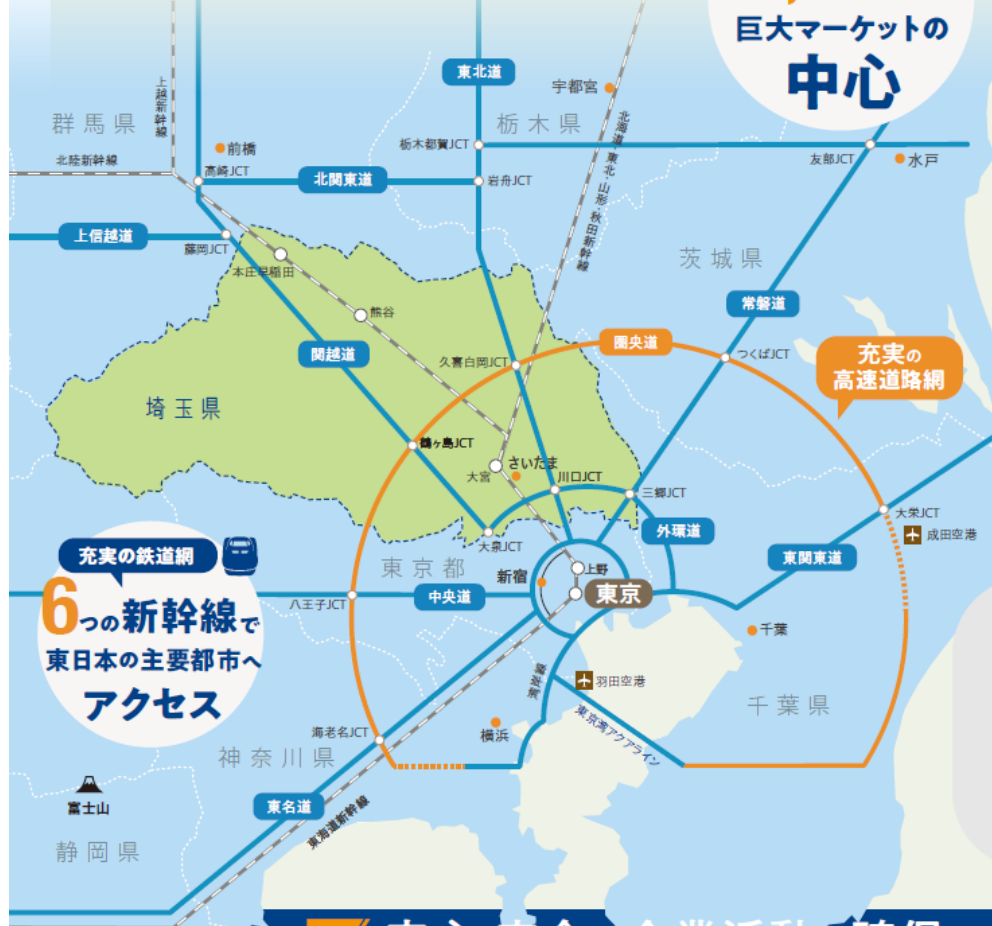 巨大マーケットの
中心
東北道
宇都宮
上越新幹線
群馬県
栃木県
北海道・東北・山形・秋田新幹線
前橋
栃木都賀JCT
友部JCT
水戸
北陸新幹線
高崎JCT
北関東道
岩舟JCT
上信越道
藤岡JCT
茨城県
本庄早稲田
常磐道
熊谷
圏央道
関越道
久喜白岡JCT
つくばJCT
充実の
高速道路網
埼玉県
鶴ヶ島JCT
さいたま
大宮
川口JCT
三郷JCT
大栄JCT
外環道
成田空港
大泉JCT
東関東道
充実の鉄道網
東京都
上野
新宿
東京
6つの新幹線で
東日本の主要都市へ
アクセス
八王子JCT
中央道
千葉
湾岸線
羽田空港
千葉県
東京湾アクアライン
海老名JCT
横浜
神奈川県
富士山
東名道
東海道新幹線
静岡県